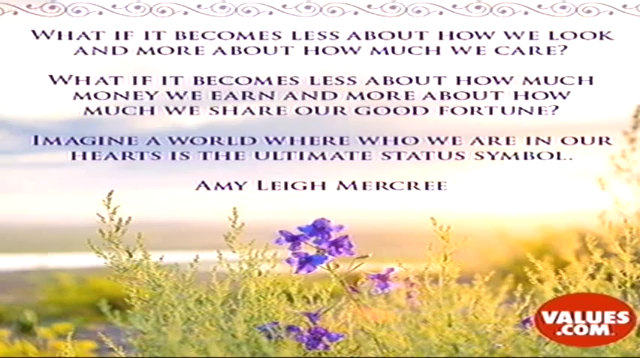 WHAT IF IT BECOMES LESS ABOUT HOW WE LOOK
AND MORE ABOUT HOW MUCH WE CARE?
WHAT IF IT BECOMES LESS ABOUT HOW MUCH
MONEY WE EARN AND MORE ABOUT HOW
MUCH WE SHARE OUR GOOD FORTUNE?
IMAGINE A WORLD WHERE WHO WE ARE IN OUR
HEARTS IS THE ULTIMATE STATUS SYMBOL.
AMY LEIGH MERCREE
VALUES
.COM®